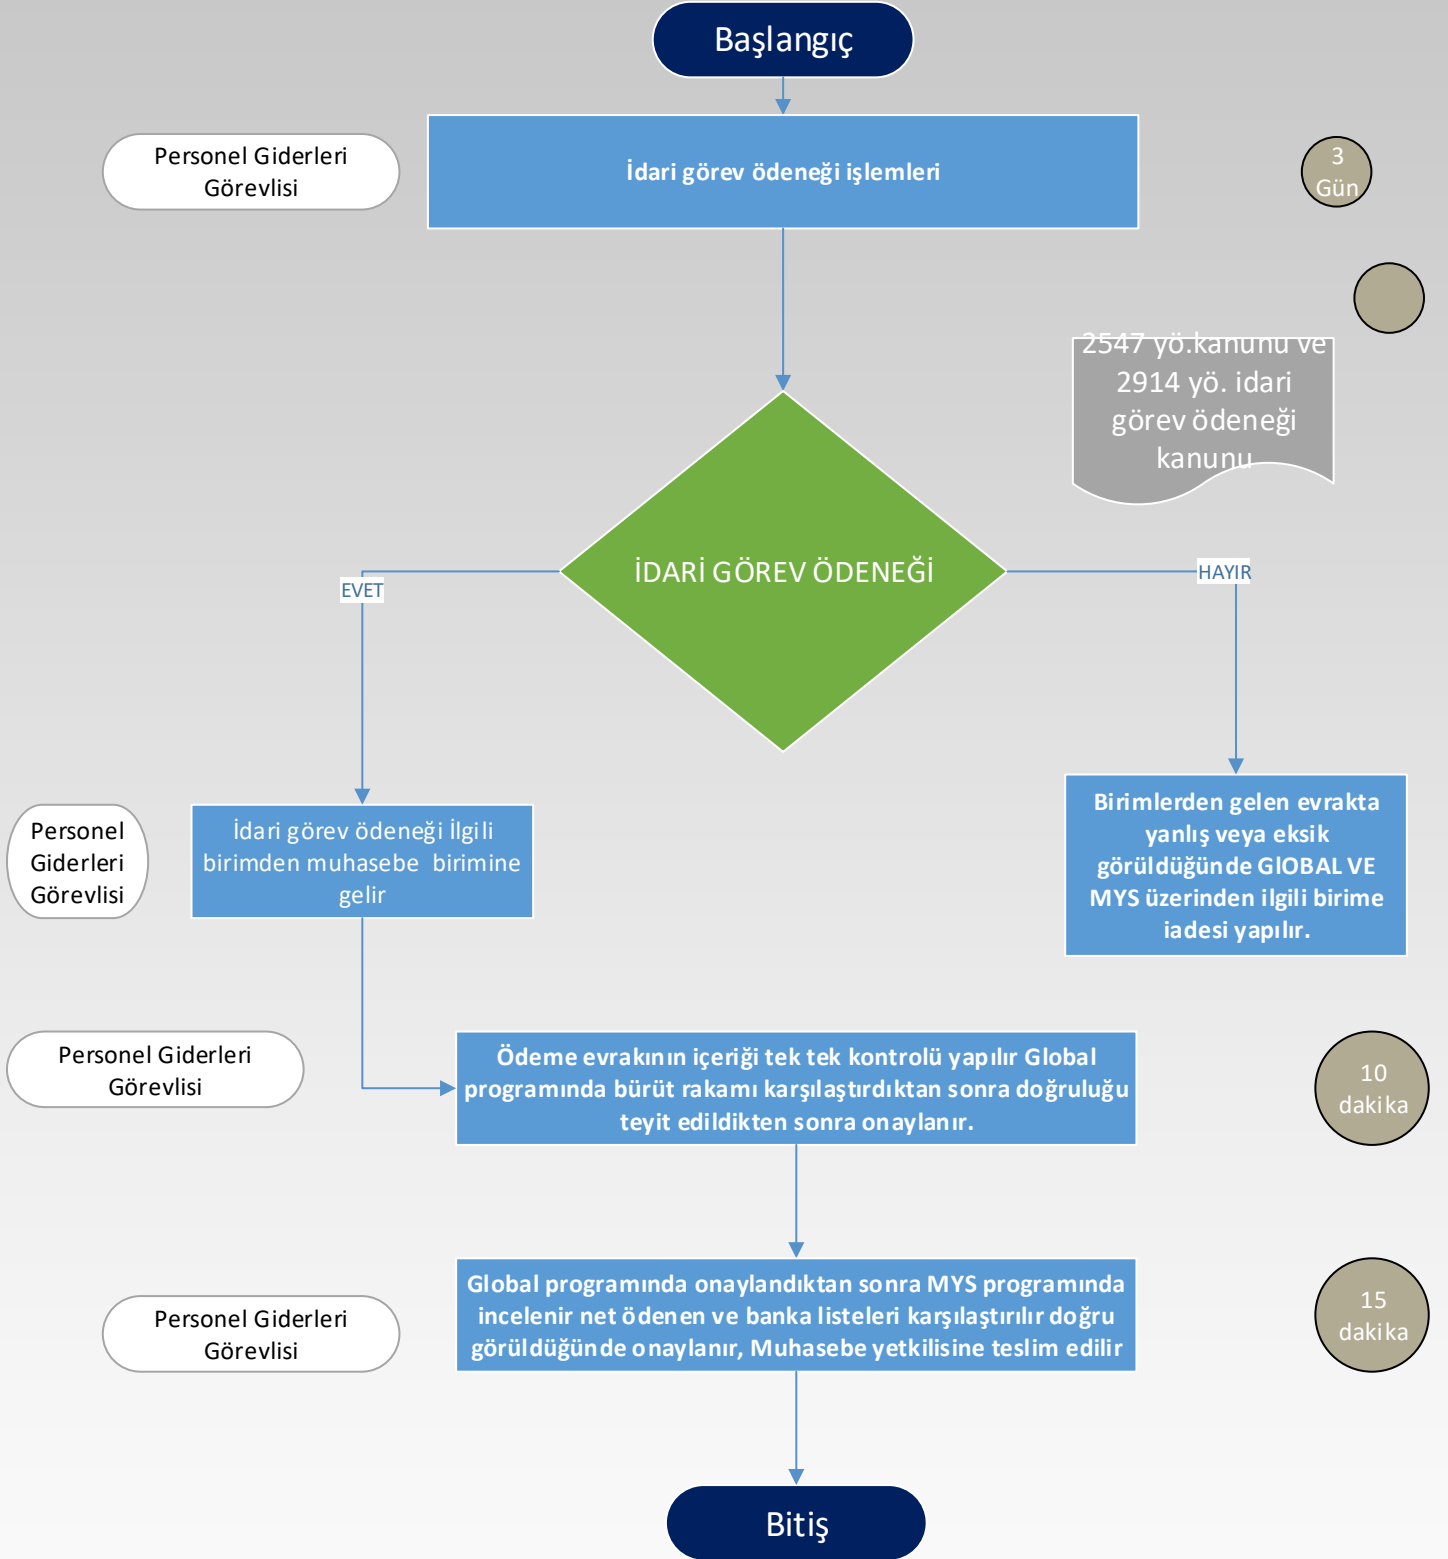 Başlangıç
Personel Giderleri
Görevlisi
İdari görev ödeneği işlemleri
3
Gün
2547 yö.kanunu ve
2914 yö. idari
görev ödeneği
kanunu
İDARİ GÖREV ÖDENEĞİ
EVET
HAYIR
Personel
Giderleri
Görevlisi
İdari görev ödeneği İlgili
birimden muhasebe birimine
gelir
Birimlerden gelen evrakta
yanlış veya eksik
görüldüğünde GlOBAL VE
MYS üzerinden ilgili birime
iadesi yapılır.
Personel Giderleri
Görevlisi
Ödeme evrakının içeriği tek tek kontrolü yapılır Global
programında bürüt rakamı karşılaştırdıktan sonra doğruluğu
teyit edildikten sonra onaylanır.
10
dakika
Personel Giderleri
Görevlisi
Global programında onaylandıktan sonra MYS programında
incelenir net ödenen ve banka listeleri karşılaştırılır doğru
görüldüğünde onaylanır, Muhasebe yetkilisine teslim edilir
15
dakika
Bitiş